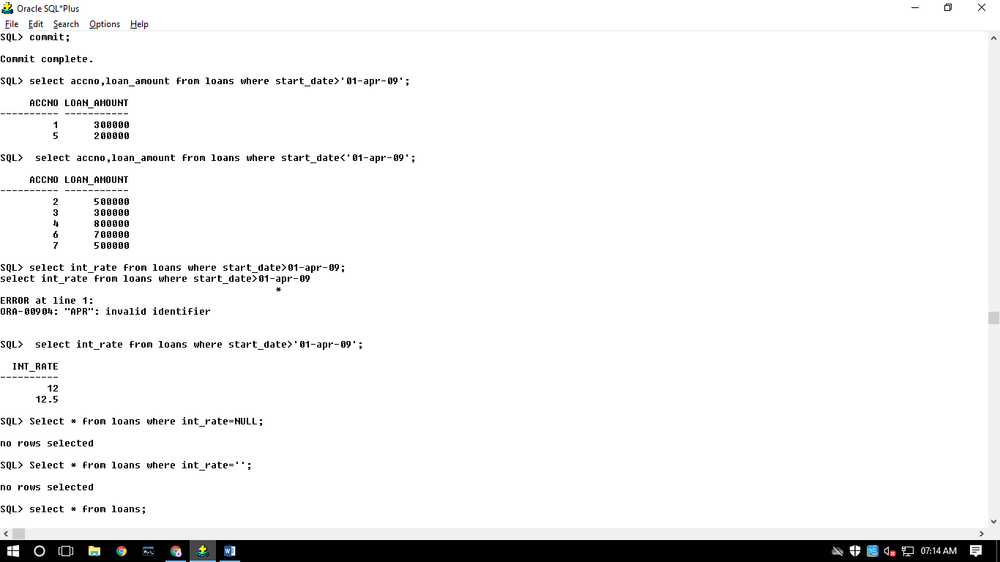 Oracle SQL*Plus
File Edit Search Options Help
SQL> commit;
Commit complete.
SQL> select accno,loan_amount from loans where start_date>'01-apr-09';
ACCNO LOAN_AMOUNT
---------- -----------
1 300000
5 200000
SQL>  select accno,loan_amount from loans where start_date<'01-apr-09';
ACCNO LOAN_AMOUNT
---------- -----------
2 500000
3 300000
4 800000
6 700000
7 500000
SQL> select int_rate from loans where start_date>01-apr-09;
select int_rate from loans where start_date>01-apr-09
*
ERROR at line 1:
ORA-00904: "APR": invalid identifier
SQL>  select int_rate from loans where start_date>'01-apr-09';
INT_RATE
----------
12
12.5
SQL> Select * from loans where int_rate=NULL;
no rows selected
SQL> Select * from loans where int_rate='';
no rows selected
SQL> select * from loans;
07:14 AM